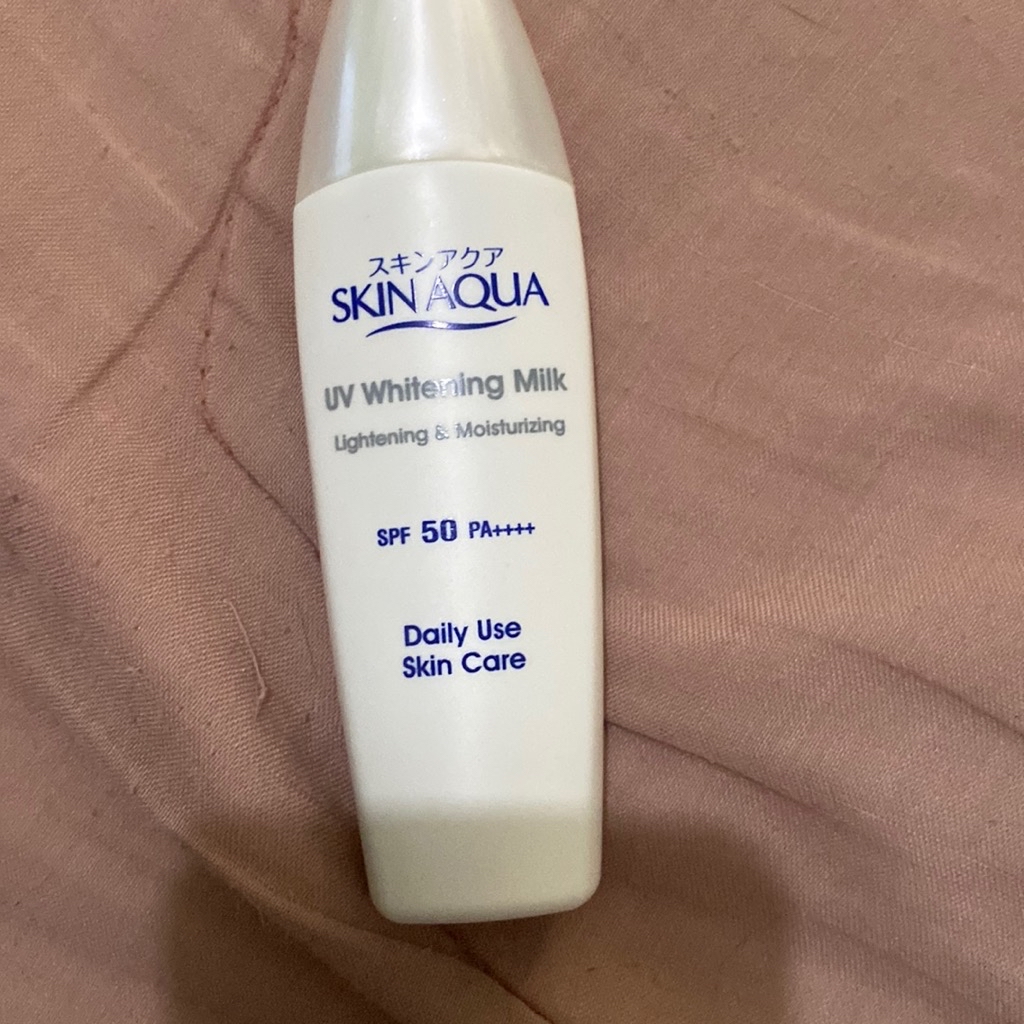 スキンアクア
SKIN AQUA
UV Whitening Milk
Lightening & Moisturizing
SPF 50 PA++++
Daily Use
Skin Care